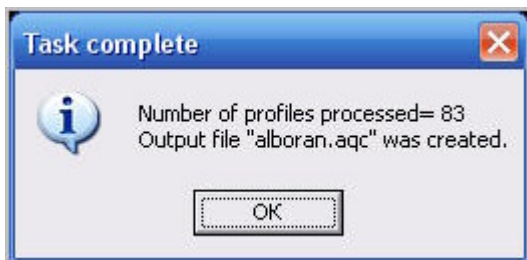 Task complete
Number of profiles processed= 83
Output file "alboran.aqc" was created.
OK